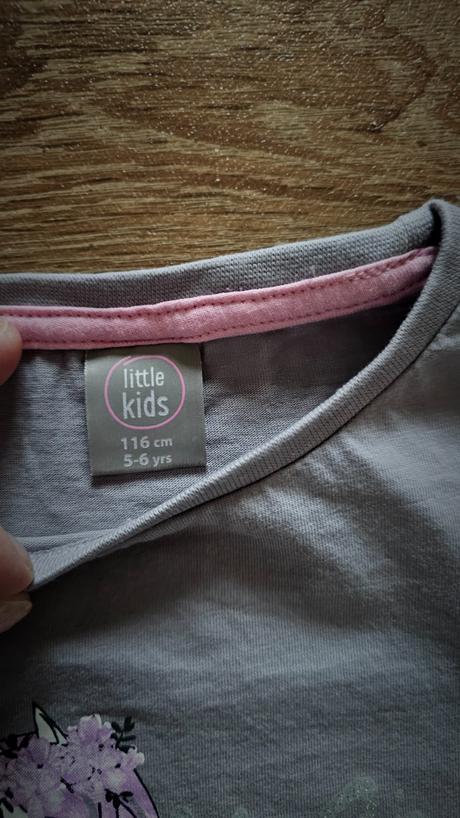 little
kids
116 cm
5-6 yrs